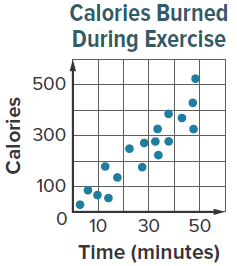 Calories Burned
During Exercise
Calories
500
300
100
0
10 30 50
Time (minutes)